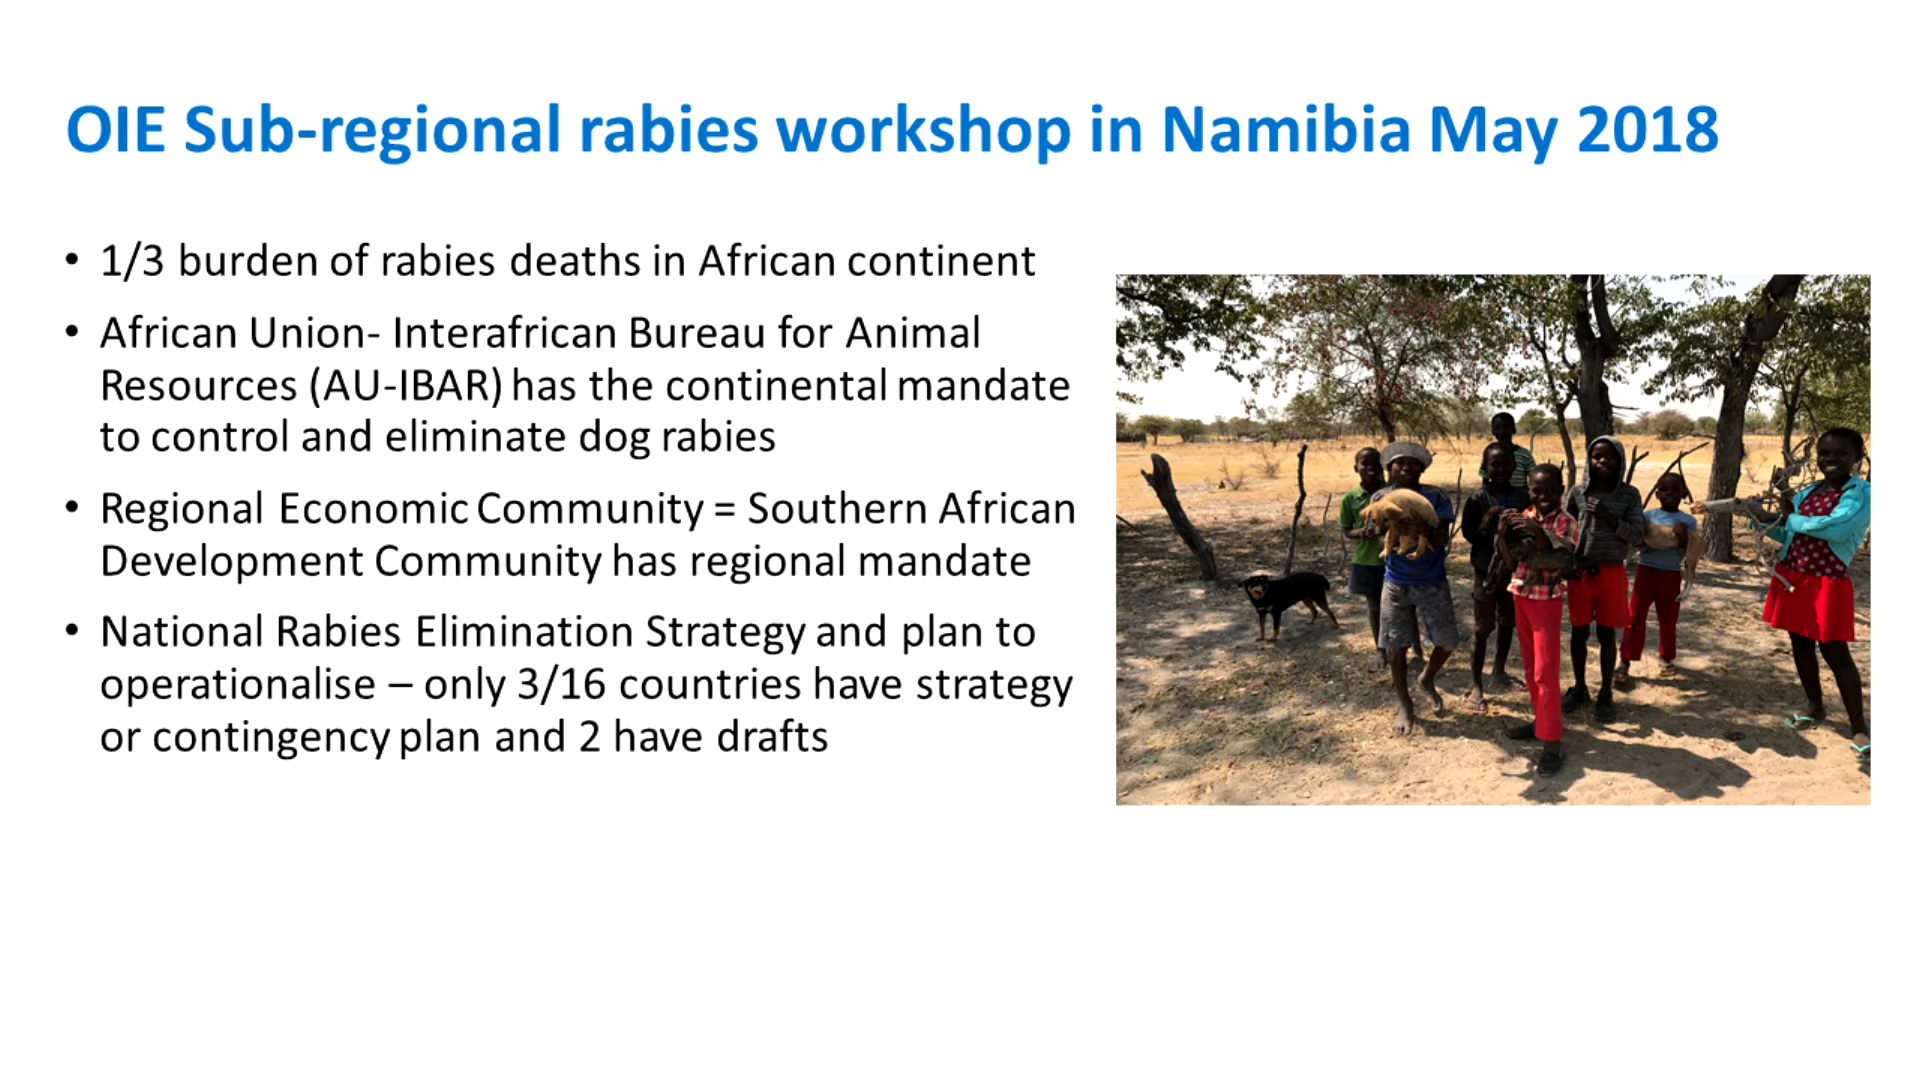 OIE Sub-regional rabies workshop in Namibia May 2018
• 1/3 burden of rabies deaths in African continent
• African Union- Interafrican Bureau for Animal
Resources (AU-IBAR) has the continental mandate
to control and eliminate dog rabies
• Regional Economic Community = Southern African
Development Community has regional mandate
• National Rabies Elimination Strategy and plan to
operationalise – only 3/16 countries have strategy
or contingency plan and 2 have drafts